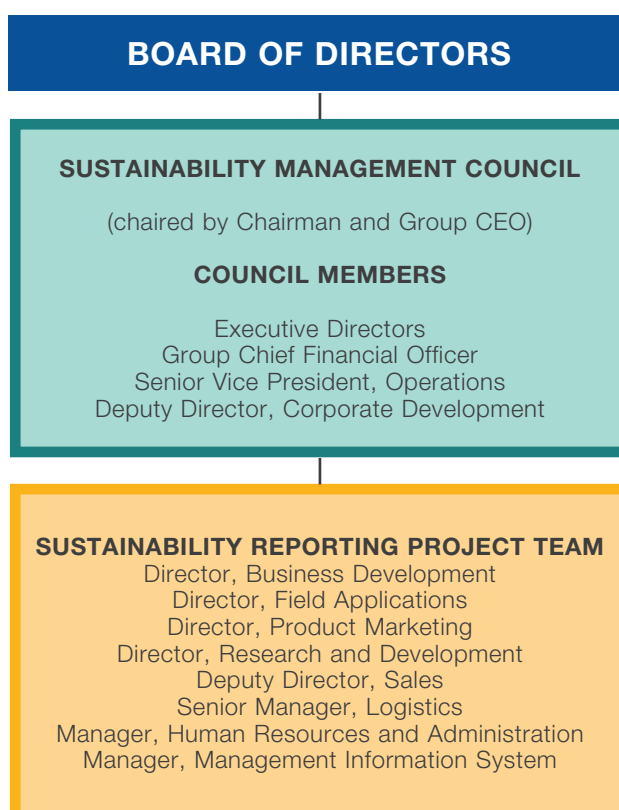 BOARD OF DIRECTORS
SUSTAINABILITY MANAGEMENT COUNCIL
(chaired by Chairman and Group CEO)
COUNCIL MEMBERS
Executive Directors
Group Chief Financial Officer
Senior Vice President, Operations
Deputy Director, Corporate Development
SUSTAINABILITY REPORTING PROJECT TEAM
Director, Business Development
Director, Field Applications
Director, Product Marketing
Director, Research and Development
Deputy Director, Sales
Senior Manager, Logistics
Manager, Human Resources and Administration
Manager, Management Information System